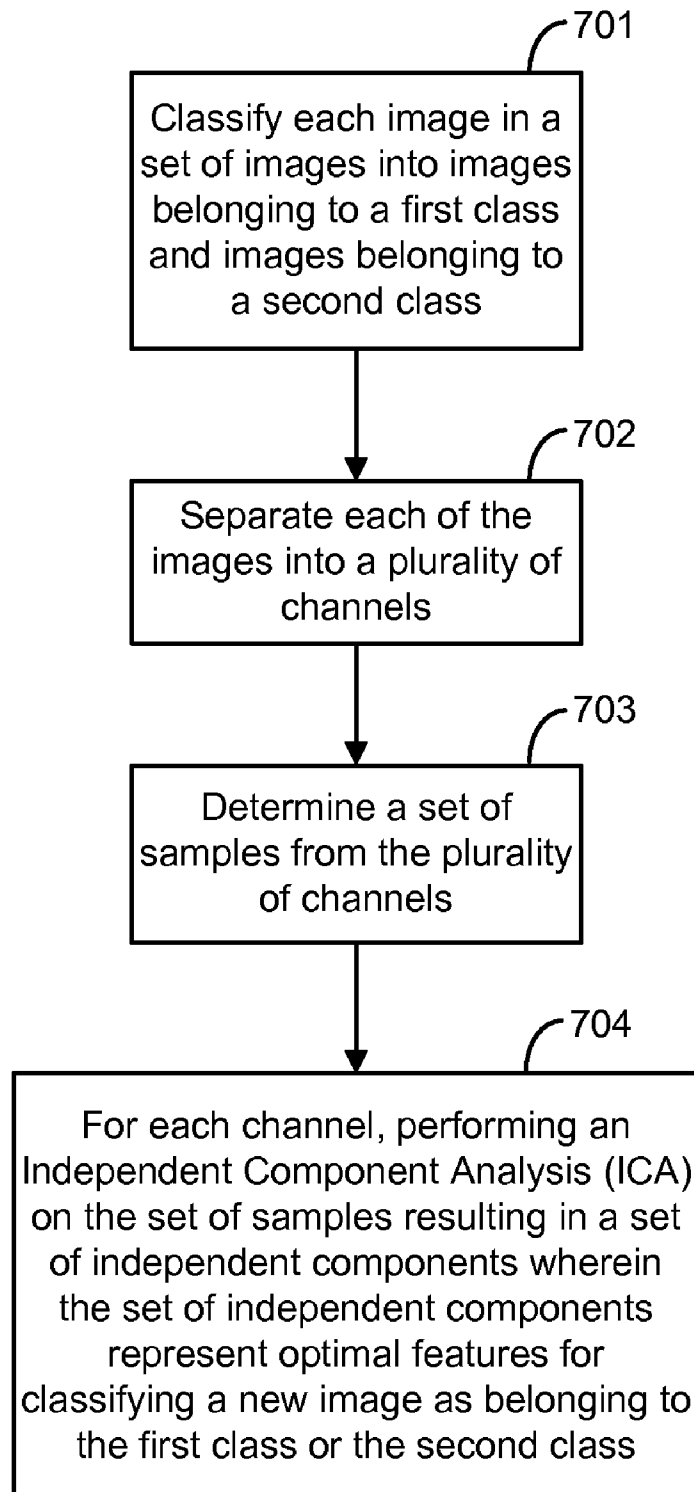 701
Classify each image in a
set of images into images
belonging to a first class
and images belonging to
a second class
702
Separate each of the
images into a plurality of
channels
703
Determine a set of
samples from the plurality
of channels
704
For each channel, performing an
Independent Component Analysis (ICA)
on the set of samples resulting in a set
of independent components wherein
the set of independent components
represent optimal features for
classifying a new image as belonging to
the first class or the second class